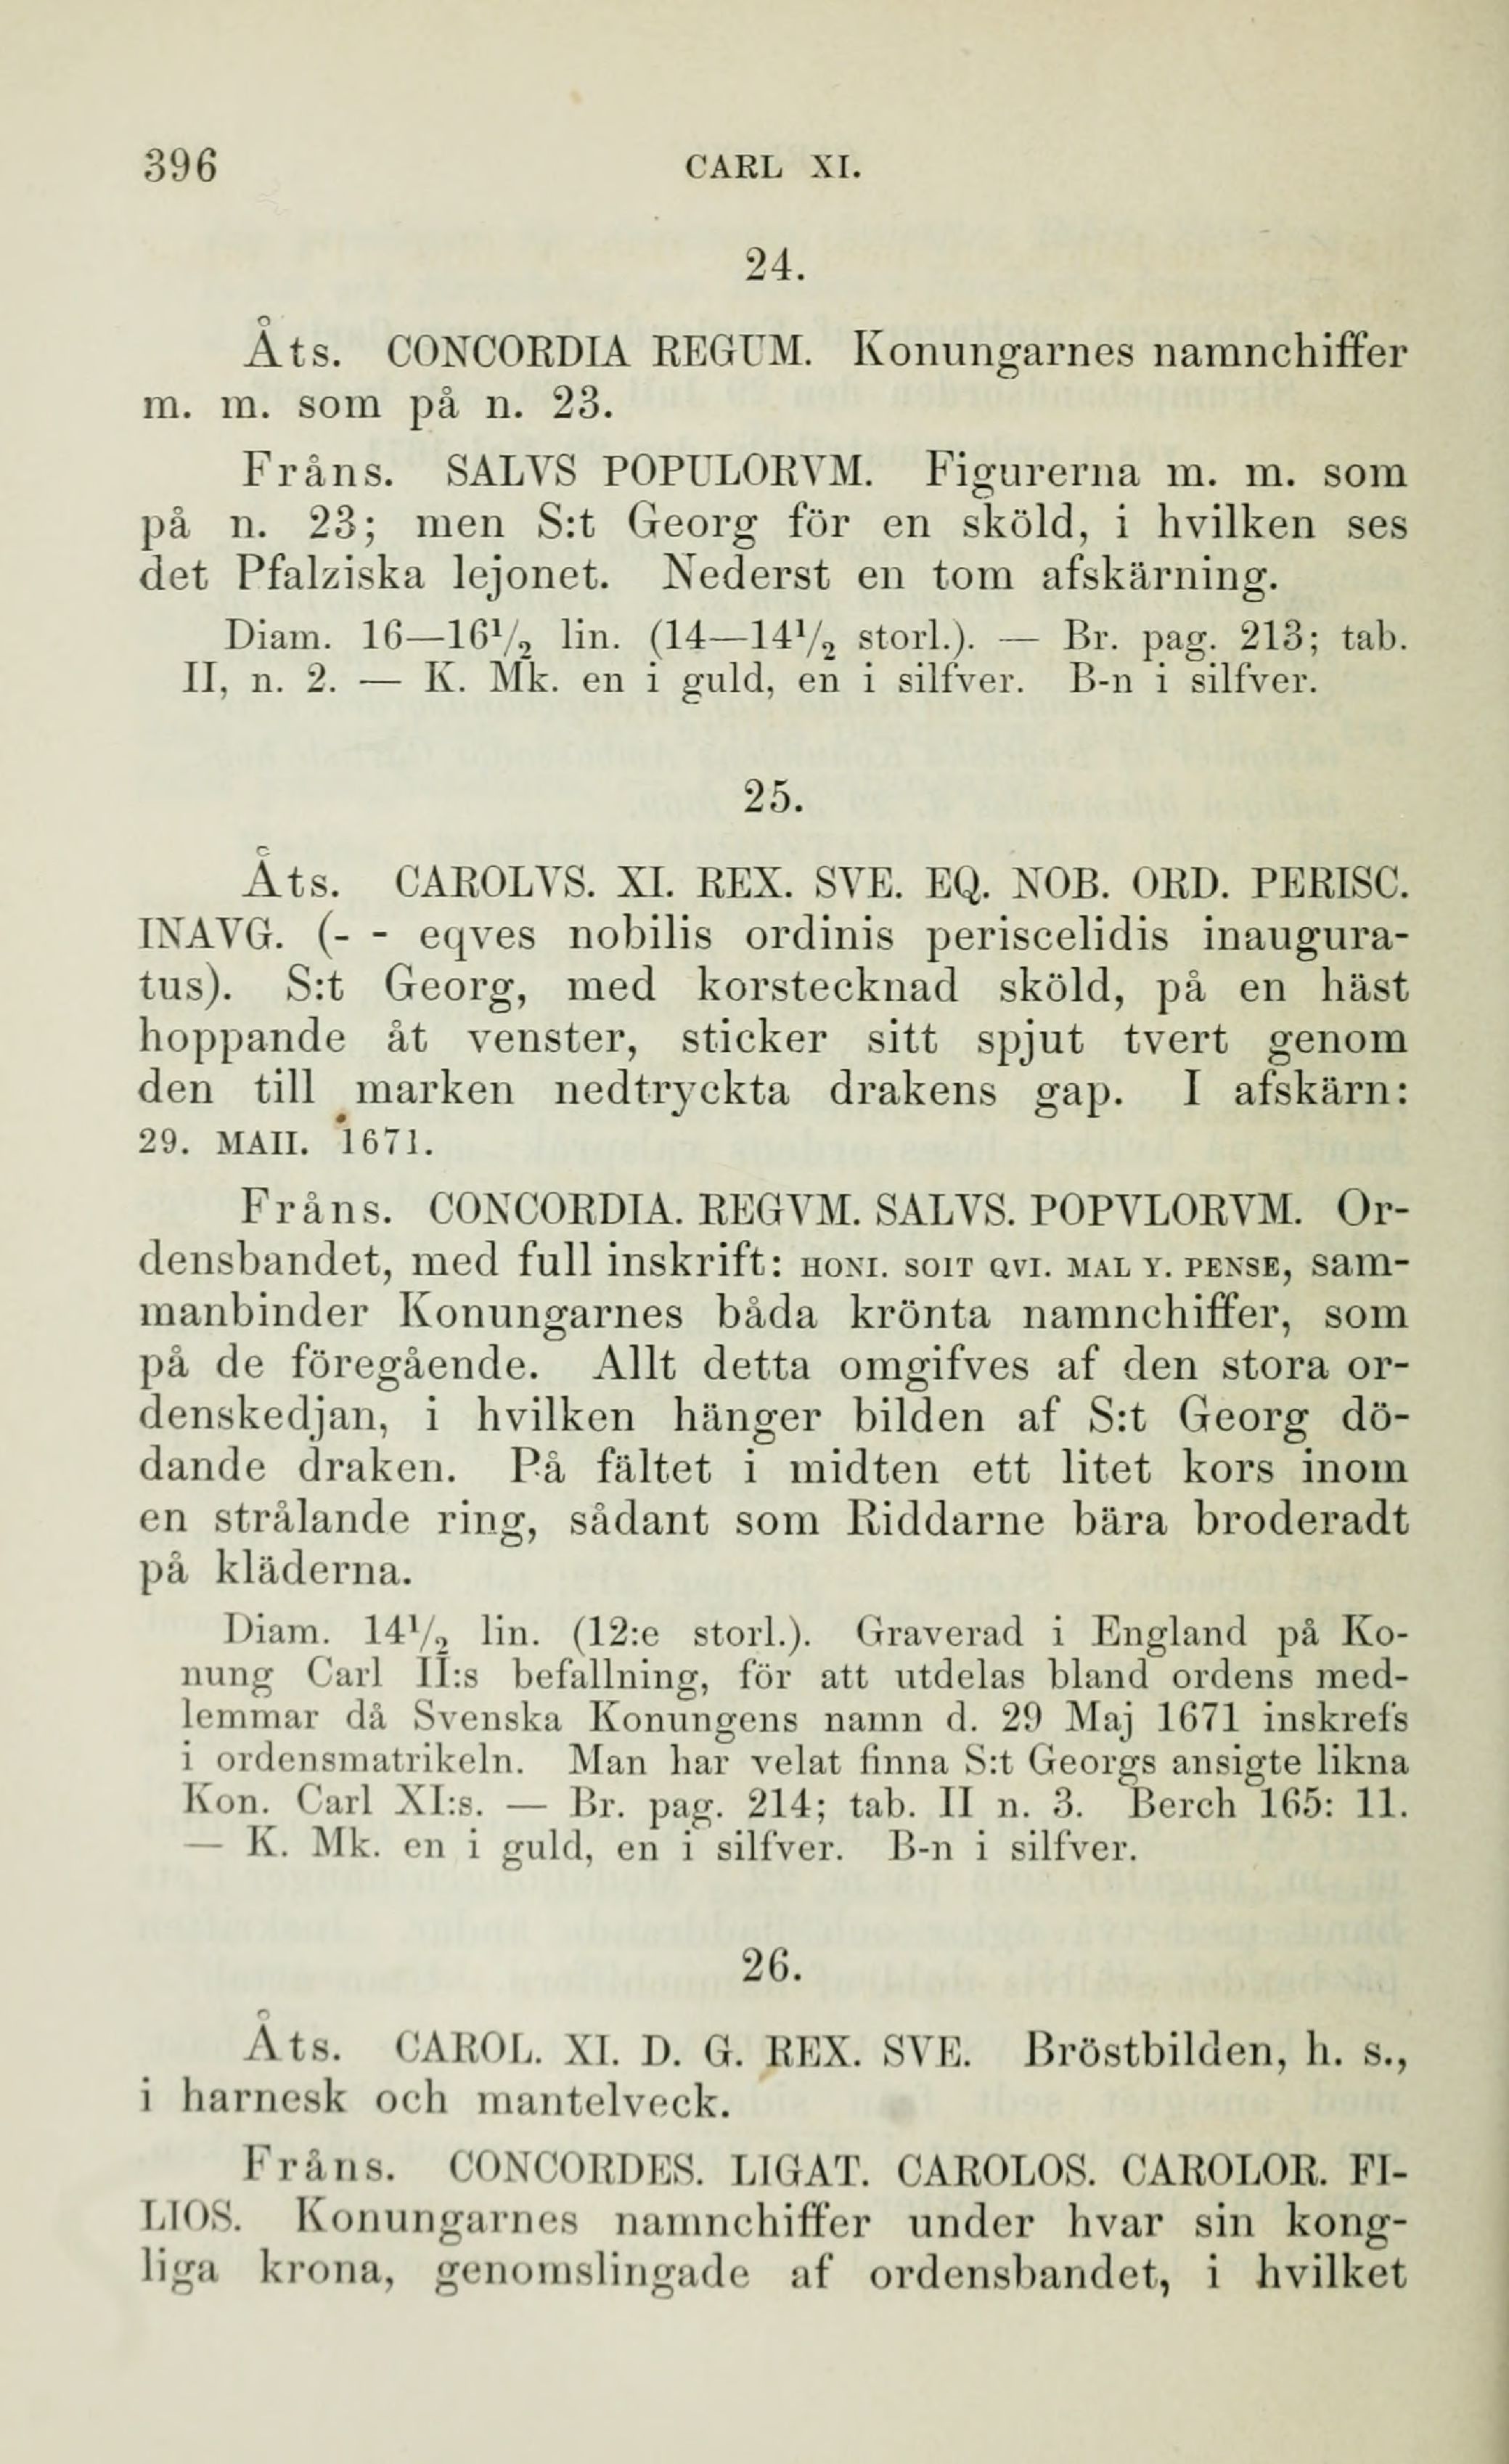 396 CARL XI.
24.
Åts. CONCORDIA REGUM. Konungarnes namnchiffer
m. m. som på n. 23.
Fråns. SALVS POPULORVM. Figurerna m. m. som
på n. 23; men S:t Georg för en sköld, i hvilken ses
det Pfalziska lejonet. Nederst en tom afskärning.
Diam. 16—16¹/₂ lin. (14—14¹/₂ storl.). — Br. pag. 213; tab.
II, n. 2. — K. Mk. en i guld, en i silfver. B-n i silfver.
25.
Åts. CAROLVS. XI. REX. SVE. EQ. NOB. ORD. PERISC.
INAVG. (- - eqves nobilis ordinis periscelidis inaugura-
tus). S:t Georg, med korstecknad sköld, på en häst
hoppande åt venster, sticker sitt spjut tvert genom
den till marken nedtryckta drakens gap. I afskärn:
29. MAII. 1671.
Fråns. CONCORDIA. REGVM. SALVS. POPVLORVM. Or-
densbandet, med full inskrift: HONI. SOIT QVI. MAL Y. PENSE, sam-
manbinder Konungarnes båda krönta namnchiffer, som
på de föregående. Allt detta omgifves af den stora or-
denskedjan, i hvilken hänger bilden af S:t Georg dö-
dande draken. På fältet i midten ett litet kors inom
en strålande ring, sådant som Riddarne bära broderadt
på kläderna.
Diam. 14¹/₂ lin. (12:e storl.). Graverad i England på Ko-
nung Carl II:s befallning, för att utdelas bland ordens med-
lemmar då Svenska Konungens namn d. 29 Maj 1671 inskrefs
i ordensmatrikeln. Man har velat finna S:t Georgs ansigte likna
Kon. Carl XI:s. — Br. pag. 214; tab. II n. 3. Berch 165: 11.
— K. Mk. en i guld, en i silfver. B-n i silfver.
26.
Åts. CAROL. XI. D. G. REX. SVE. Bröstbilden, h. s.,
i harnesk och mantelveck.
Fråns. CONCORDES. LIGAT. CAROLOS. CAROLOR. FI-
LIOS. Konungarnes namnchiffer under hvar sin kong-
liga krona, genomslingade af ordensbandet, i hvilket